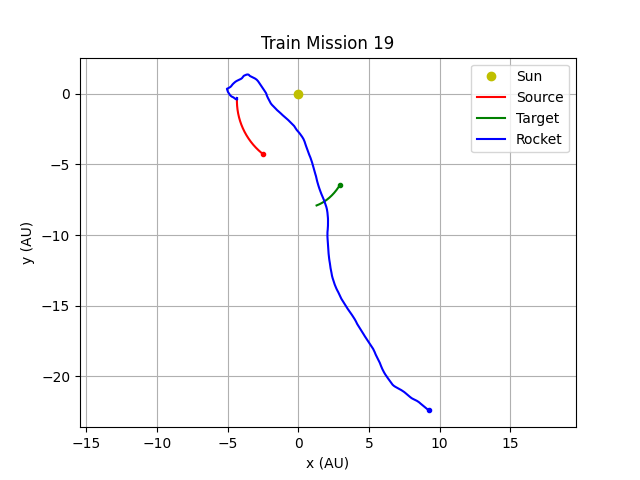 Train Mission 19
Sun
Source
Target
Rocket
0
−5
−10
−15
−20
y (AU)
−15
−10
−5
0
5
10
15
x (AU)